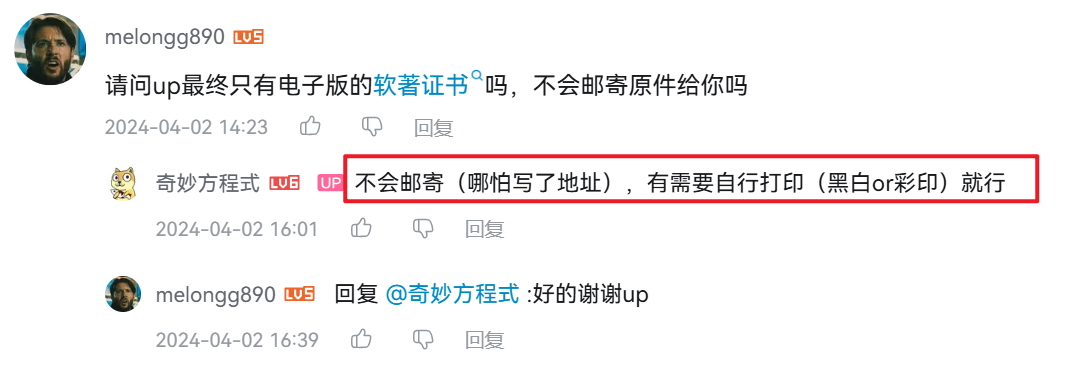 melongg890 LV5
请问up最终只有电子版的软著证书吗，不会邮寄原件给你吗
2024-04-02 14:23 回复
奇妙方程式 LV6 UP 不会邮寄（哪怕写了地址），有需要自行打印（黑白or彩印）就行
2024-04-02 16:01 回复
melongg890 LV5 回复 @奇妙方程式 :好的谢谢up
2024-04-02 16:39 回复